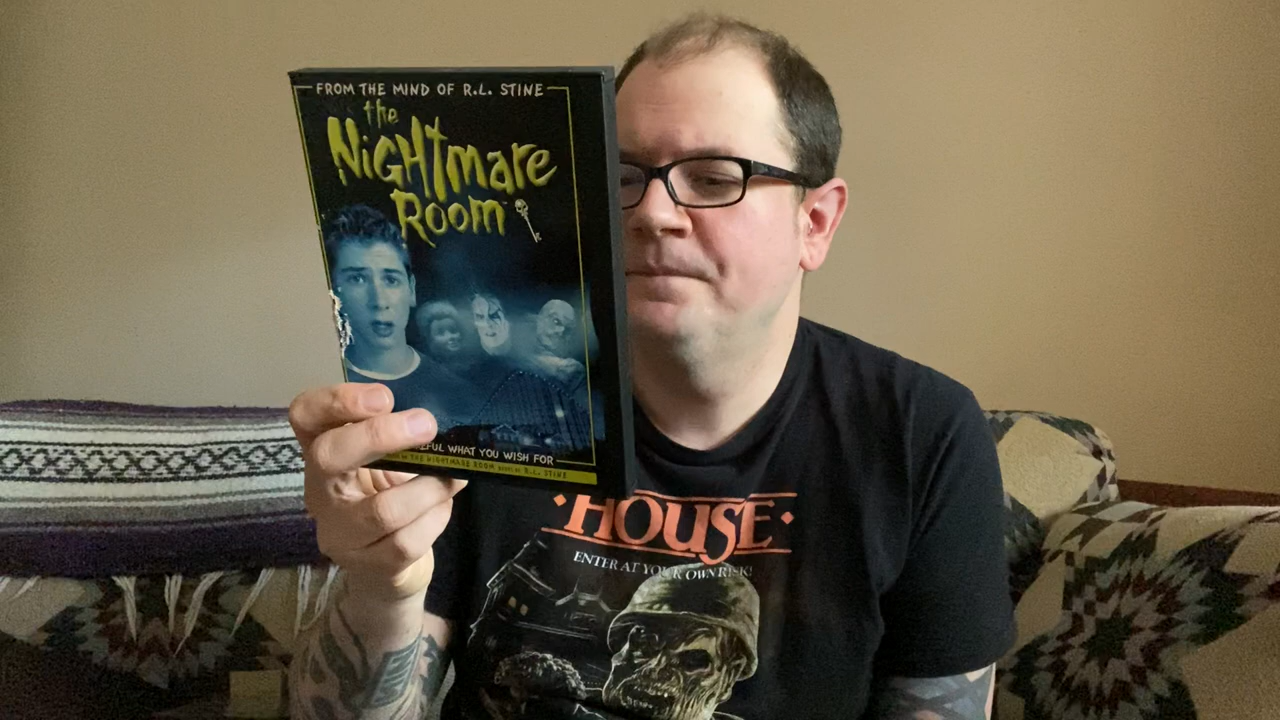 FROM THE MIND OF R.L. STINE
the
NiGHtmare
Room
EFUL WHAT YOU WISH FOR
THE NIGHTMARE ROOM R.L. STINE
HOUSE
ENTER AT YOUR OWN RISK!